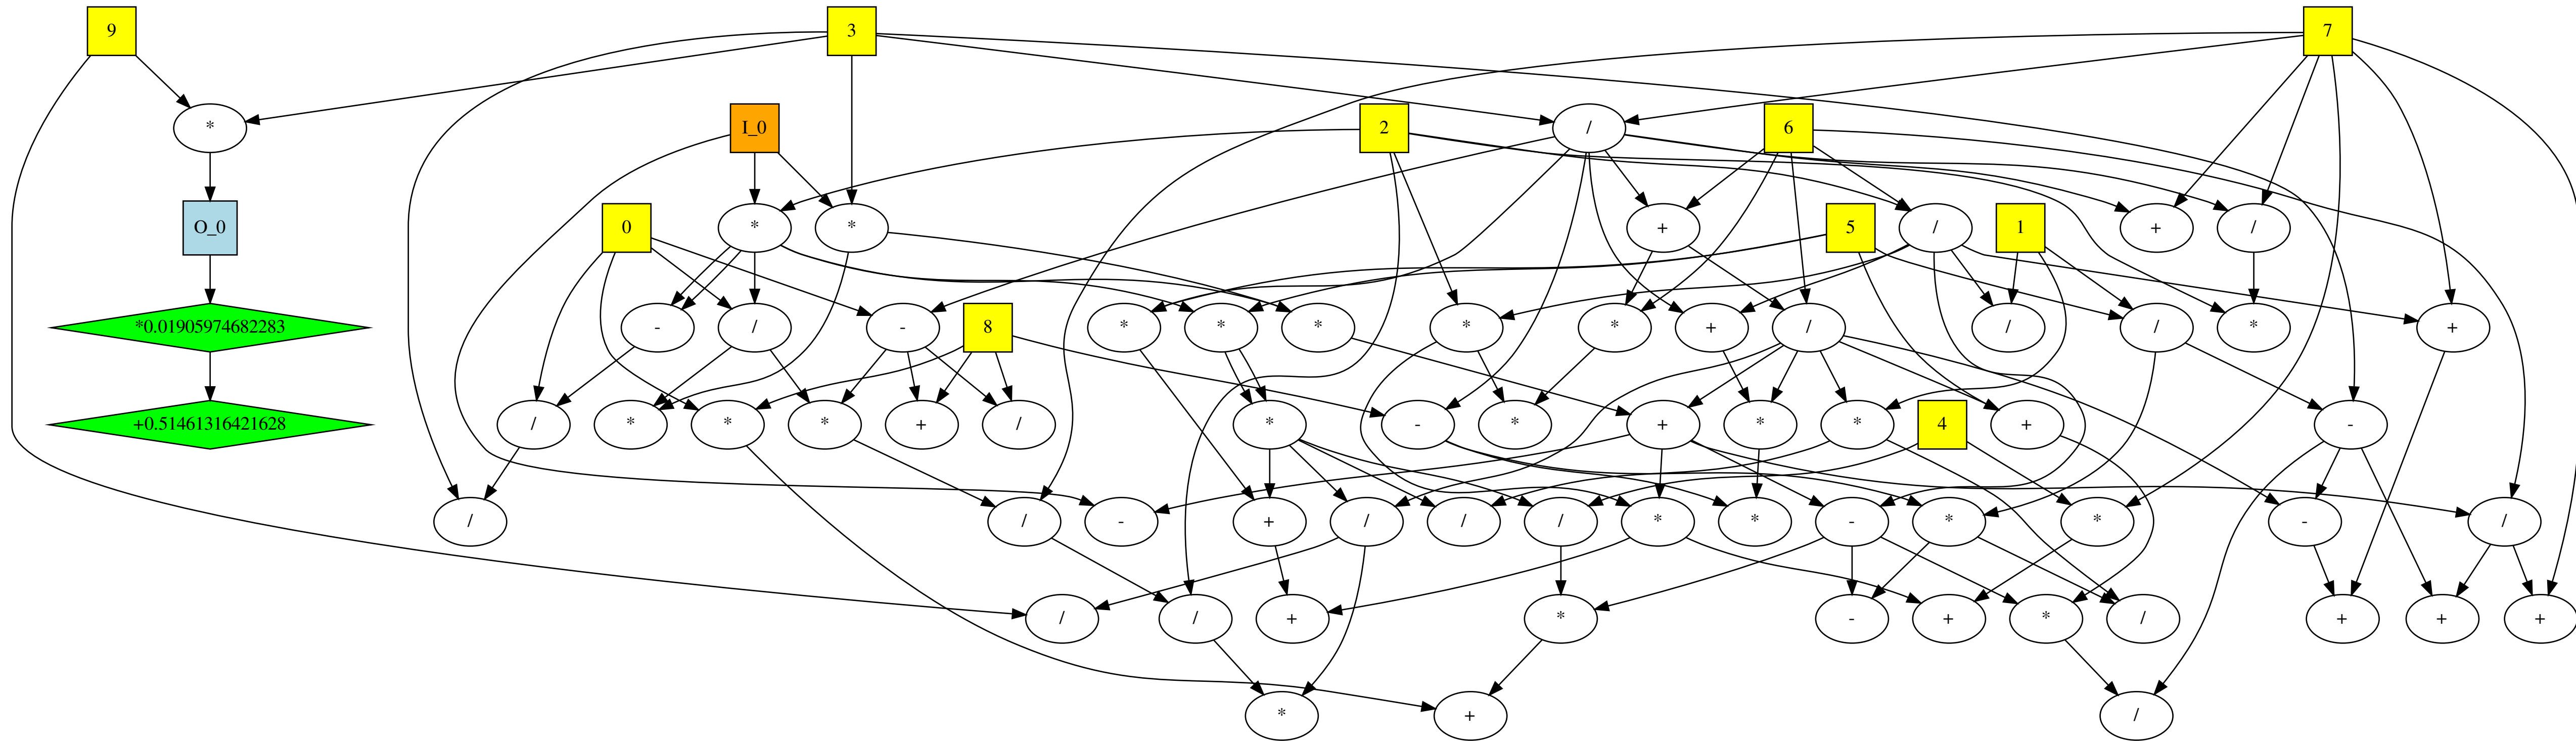 9 3 7
* I_0 2 / 6
O_0 0 * * + 5 / 1 + /
*0.01905974682283 - / - 8 * * * * * + / / / * +
+0.51461316421628 / * * * + / * - * + * * 4 + -
/ / - + / / / * * - * * - /
/ / + * - + * / + + +
* + /